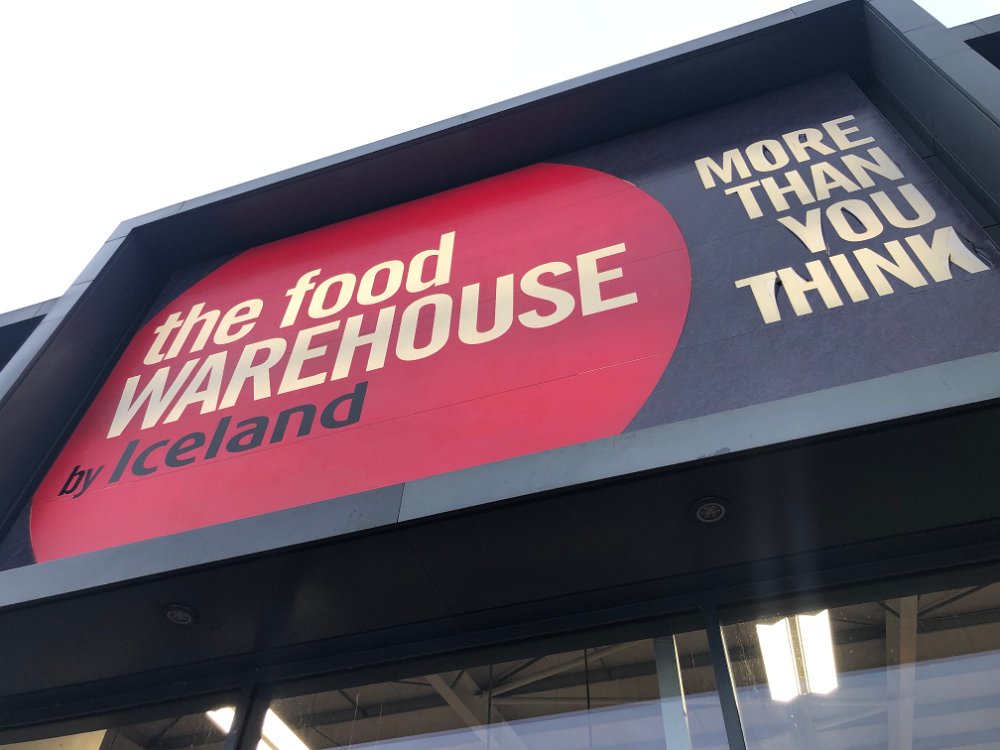 the food
WAREHOUSE
by Iceland
MORE
THAN
YOU
THINK